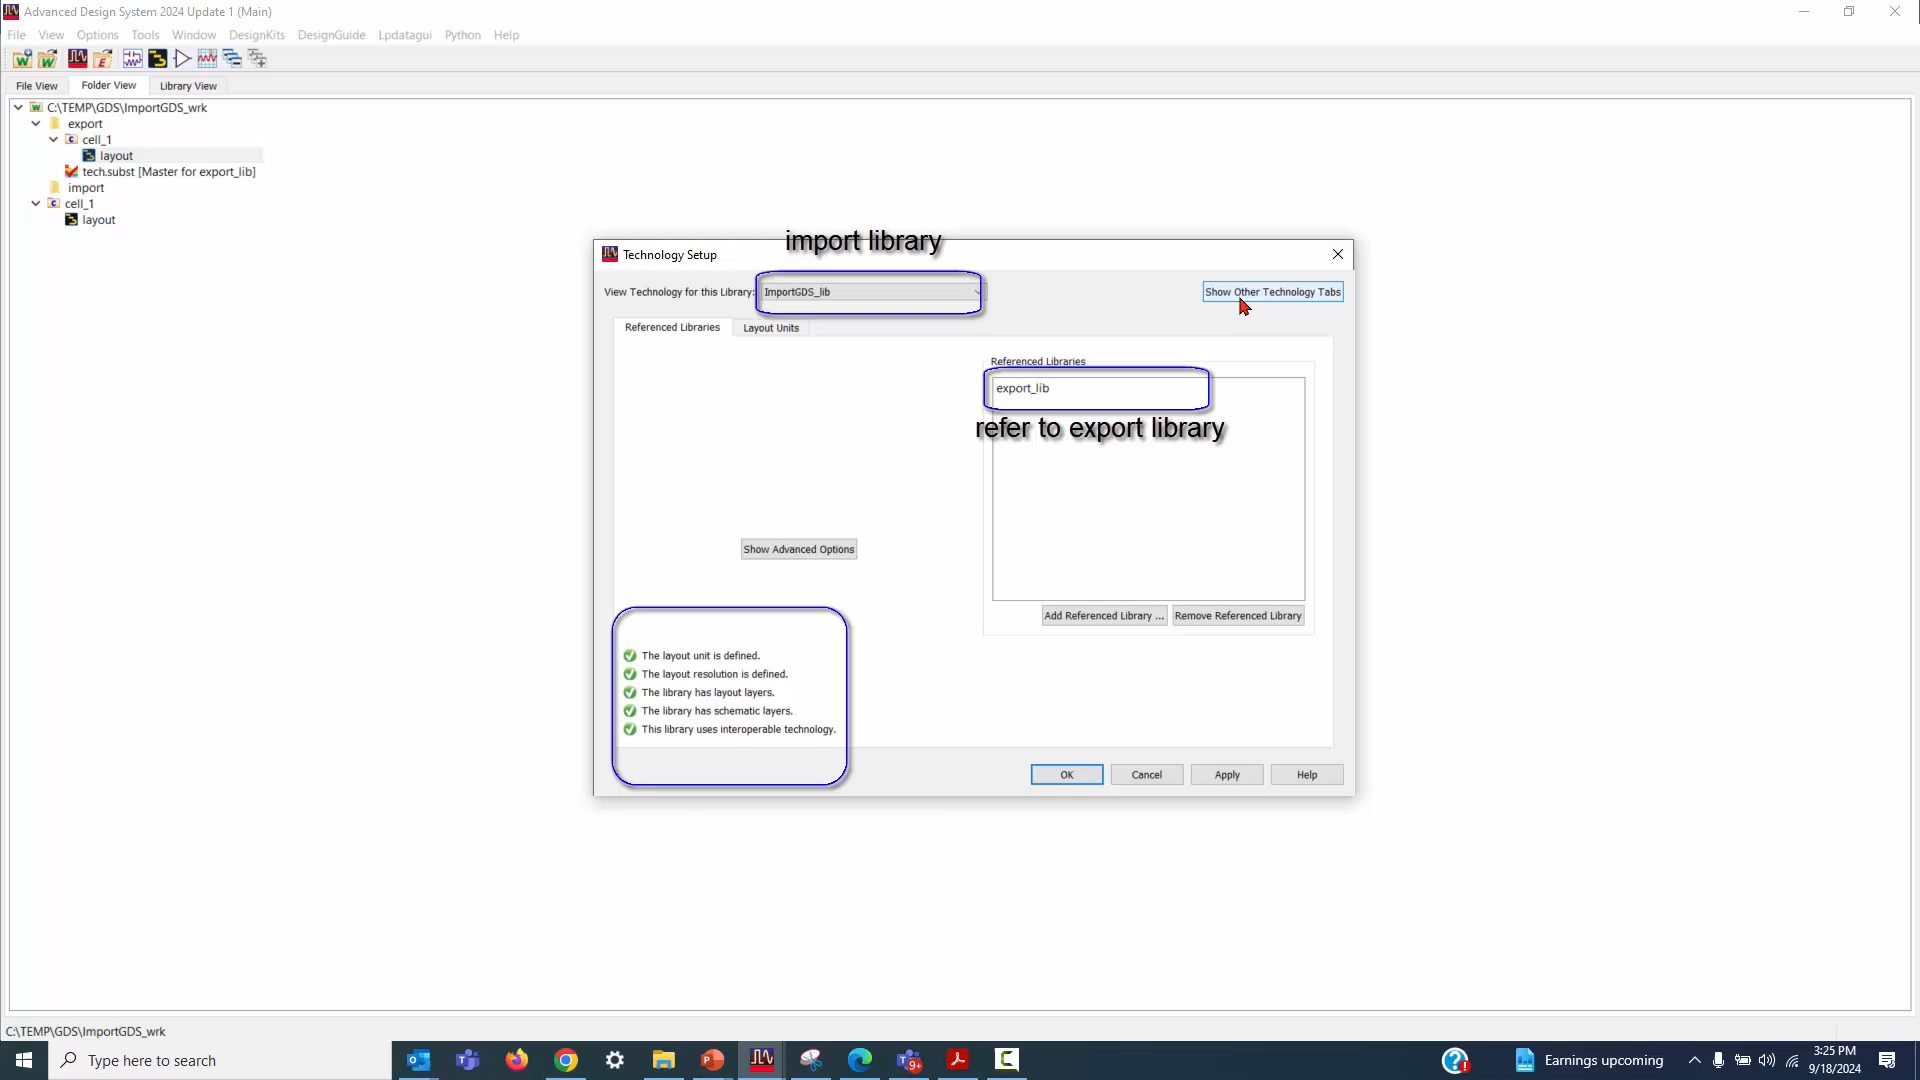 Advanced Design System 2024 Update 1 (Main)
File View Options Tools Window DesignKits DesignGuide Lpdatagui Python Help
File View Folder View Library View
C:\TEMP\GDS\ImportGDS_wrk
export
cell_1
layout
tech.subst [Master for export_lib]
import
cell_1
layout
import library
Technology Setup
View Technology for this Library: ImportGDS_lib
Show Other Technology Tabs
Referenced Libraries Layout Units
Referenced Libraries
export_lib
refer to export library
Show Advanced Options
Add Referenced Library ... Remove Referenced Library
The layout unit is defined.
The layout resolution is defined.
The library has layout layers.
The library has schematic layers.
This library uses interoperable technology.
OK Cancel Apply Help
C:\TEMP\GDS\ImportGDS_wrk
Type here to search
Earnings upcoming
3:25 PM
9/18/2024